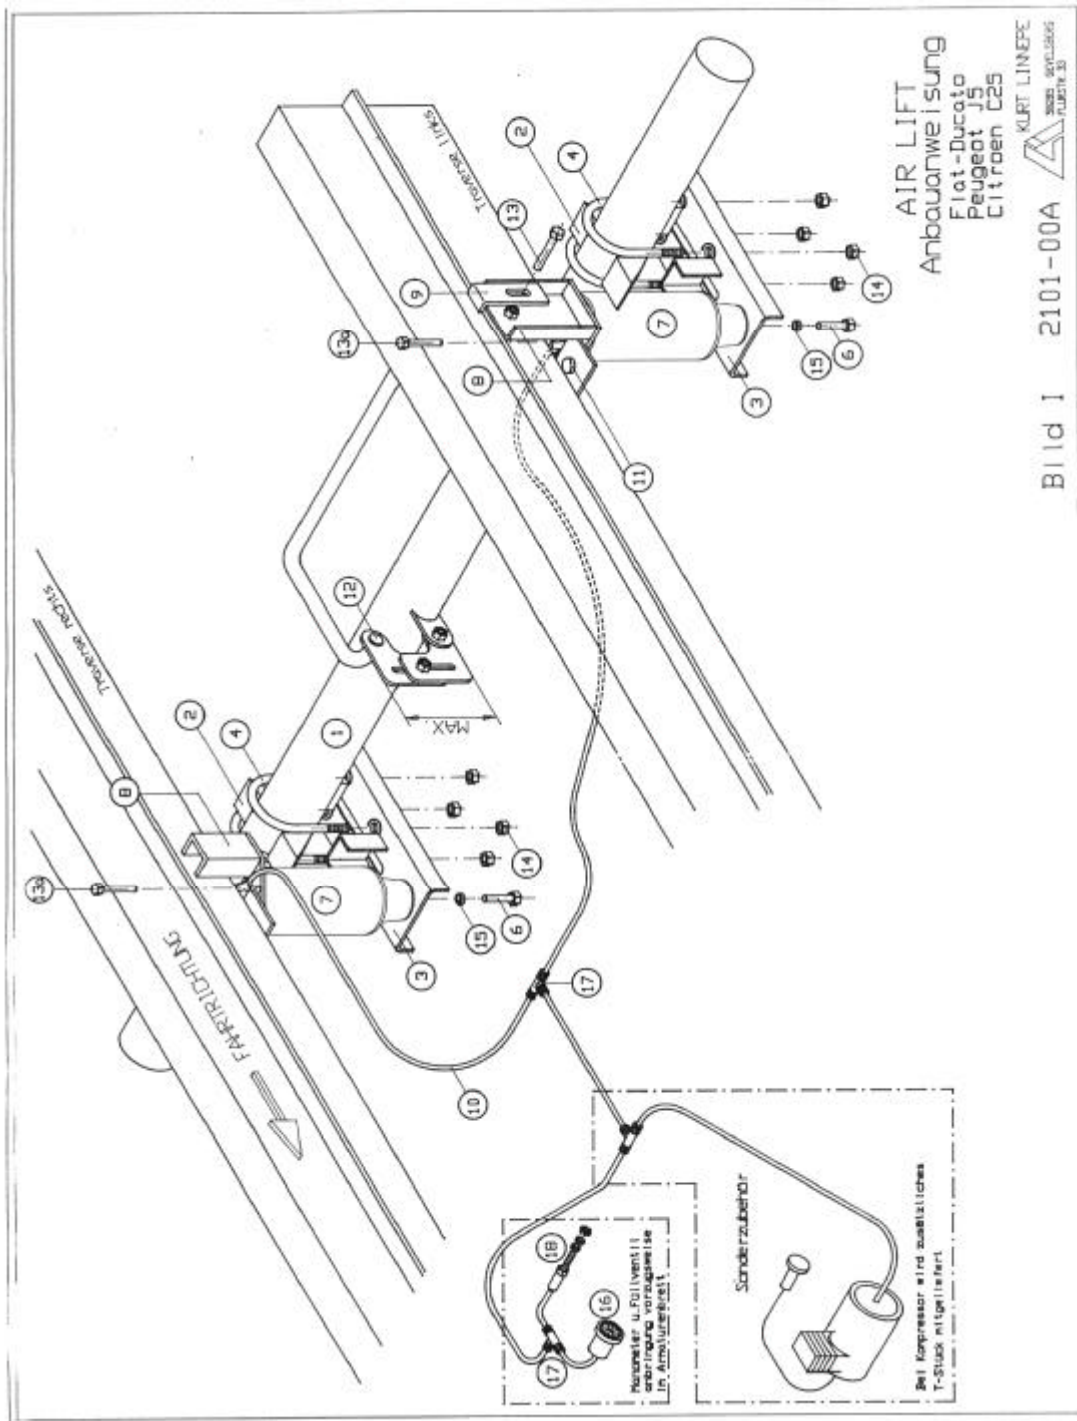 AIR LIFT
Anbauanweisung
Fiat-Ducato
Peugeot J5
Citroen C25
KURT LINNEPE
Bild 1 2101-00A
Traverse links
Traverse rechts
FAHRTRICHTUNG
MAX.
13a
9
13
2
4
8
7
11
3
15
6
14
12
13a
8
2
4
1
7
3
15
6
14
10
17
17
18
16
Manometer u.Füllventil
anbringung vorzugsweise
in Armaturenbrett
Sonderzubehör
Bei Kompressor wird zusätzliches
T-Stück mitgeliefert